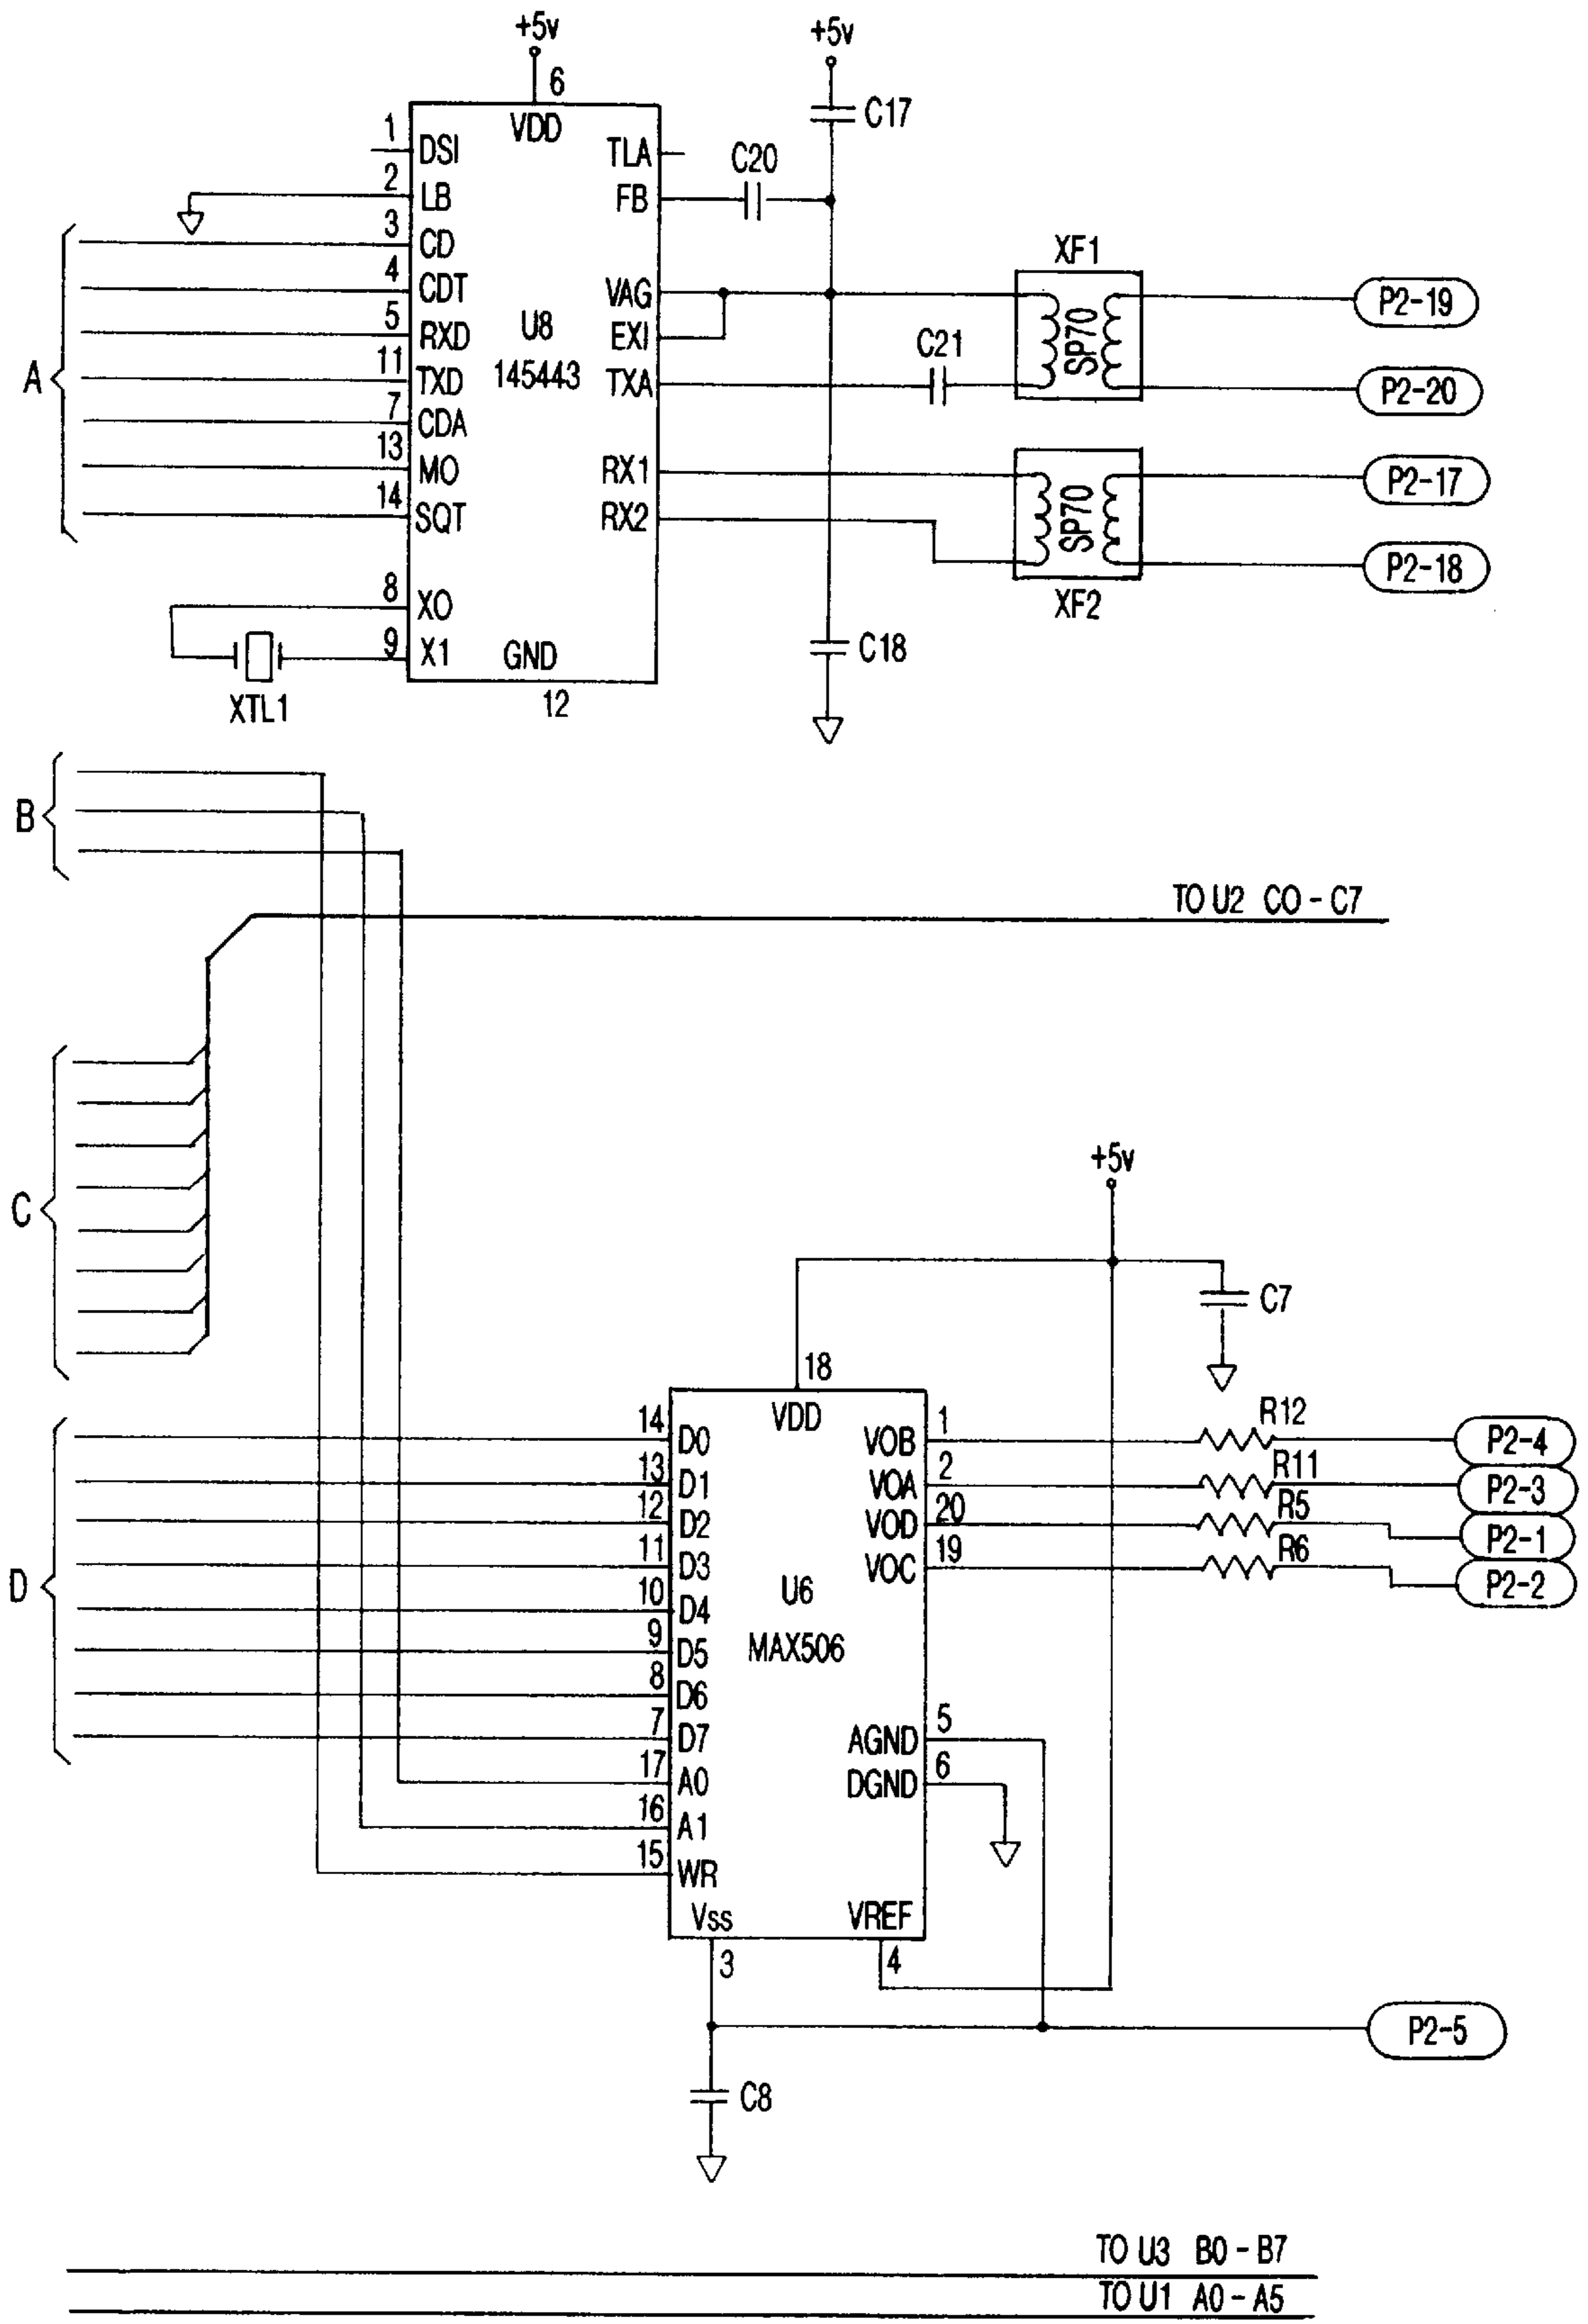 +5v
+5v
6
C17
VDD
1
DSI
TLA
C20
2
LB
FB
3
CD
XF1
4
CDT
VAG
P2-19
5
RXD
U8
EXI
SP70
11
TXD
145443
TXA
C21
P2-20
A
7
CDA
13
MO
RX1
P2-17
14
SQT
RX2
SP70
P2-18
8
XO
XF2
9
X1
GND
C18
XTL1
12
B
TO U2 CO - C7
+5v
C
C7
18
VDD
14
D0
VOB
1
R12
P2-4
13
D1
VOA
2
R11
P2-3
12
D2
VOD
20
R5
P2-1
11
D3
VOC
19
R6
P2-2
D
U6
10
D4
9
D5
MAX506
8
D6
7
D7
AGND
5
17
A0
DGND
6
16
A1
15
WR
Vss
VREF
3
4
P2-5
C8
TO U3 B0 - B7
TO U1 A0 - A5